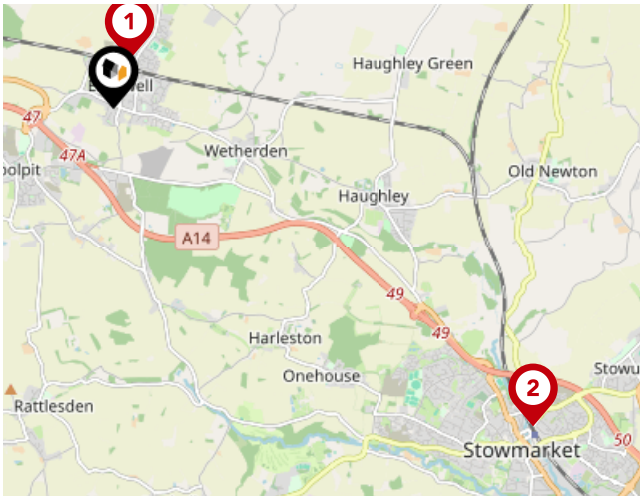 1
Haughley Green
47
47A
Wetherden
Old Newton
oolpit
Haughley
A14
49
49
Harleston
Onehouse
Stowu
2
Rattlesden
50
Stowmarket